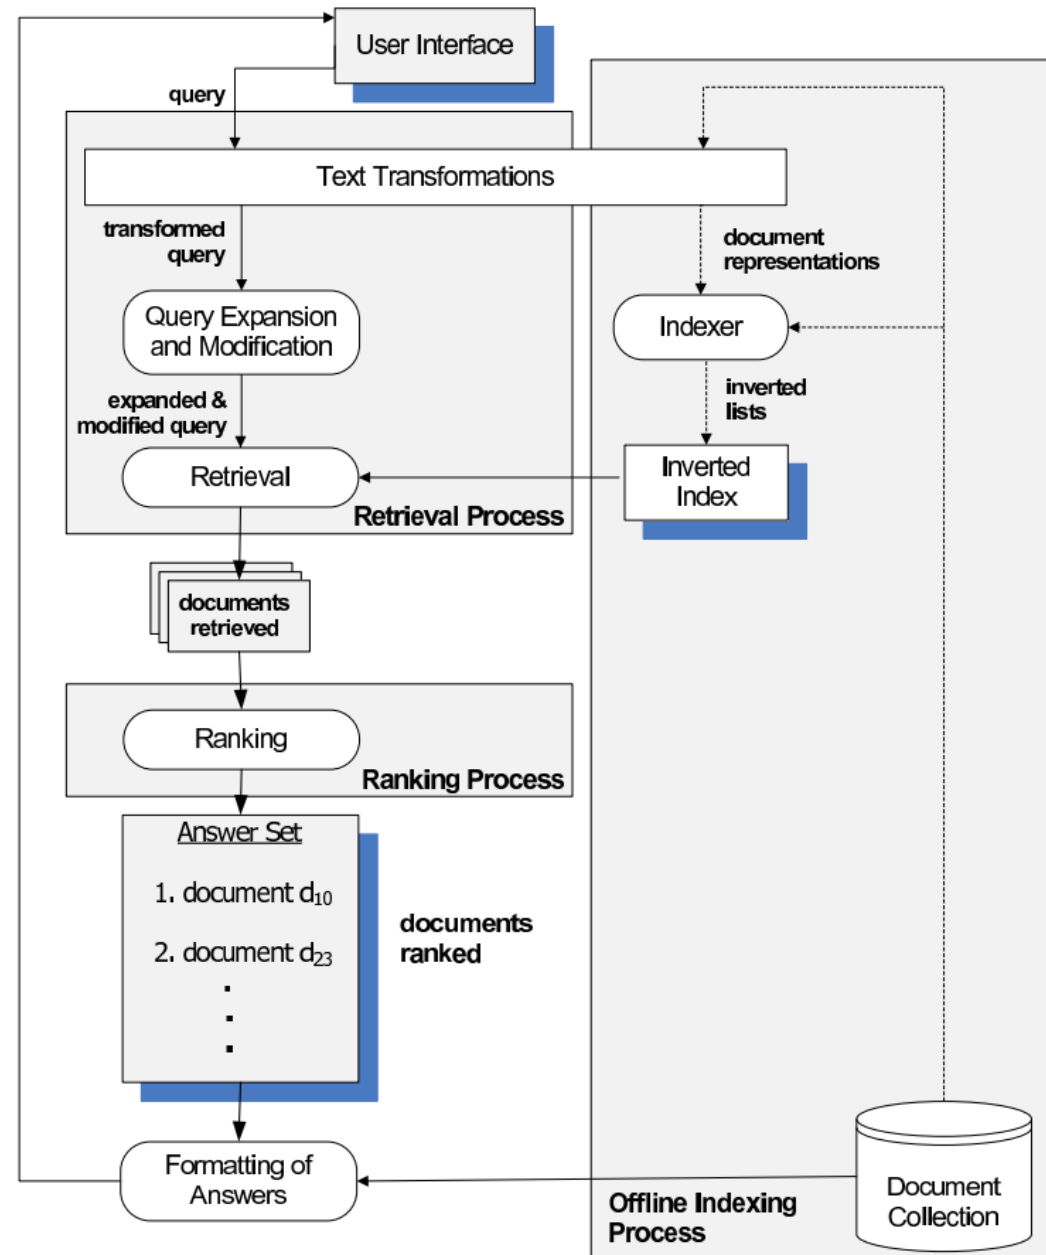 User Interface
query
Text Transformations
transformed
query
document
representations
Query Expansion
and Modification
Indexer
expanded &
modified query
inverted
lists
Retrieval
Inverted
Index
Retrieval Process
documents
retrieved
Ranking
Ranking Process
Answer Set
1. document d10
2. document d23
.
.
.
documents
ranked
Formatting of
Answers
Offline Indexing
Process
Document
Collection